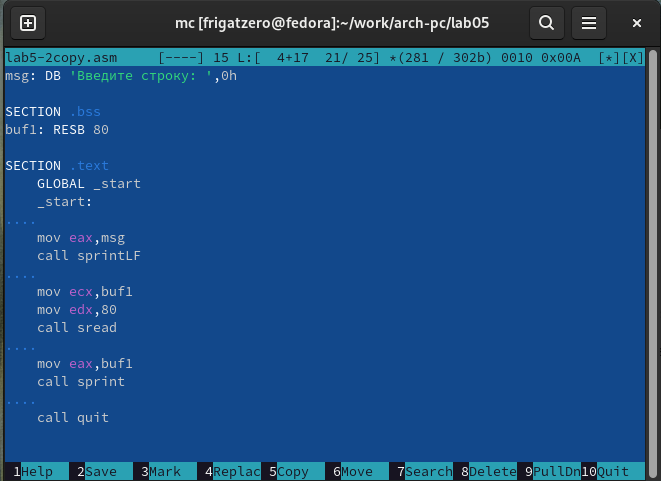 mc [frigatzero@fedora]:~/work/arch-pc/lab05
lab5-2copy.asm [----] 15 L:[ 4+17 21/ 25] *(281 / 302b) 0010 0x00A [*][X]
msg: DB 'Введите строку: ',0h
SECTION .bss
buf1: RESB 80
SECTION .text
GLOBAL _start
_start:
....
mov eax,msg
call sprintLF
....
mov ecx,buf1
mov edx,80
call sread
....
mov eax,buf1
call sprint
....
call quit
1Help 2Save 3Mark 4Replac 5Copy 6Move 7Search 8Delete 9PullDn 10Quit